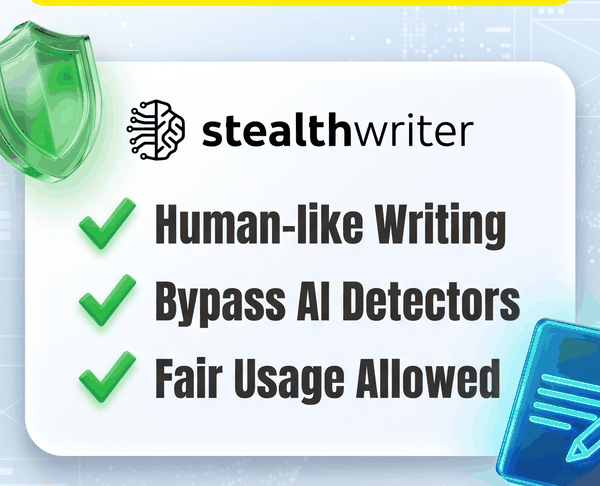 stealthwriter
Human-like Writing
Bypass AI Detectors
Fair Usage Allowed